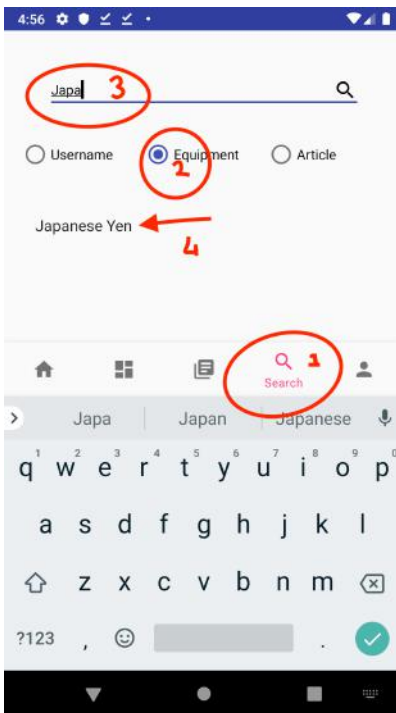 4:56
Japa 3
Username Equipment Article
2
Japanese Yen
4
1
Search
Japa Japan Japanese
1 2 3 4 5 6 7 8 9 0
q w e r t y u i o p
a s d f g h j k l
z x c v b n m
?123 , .